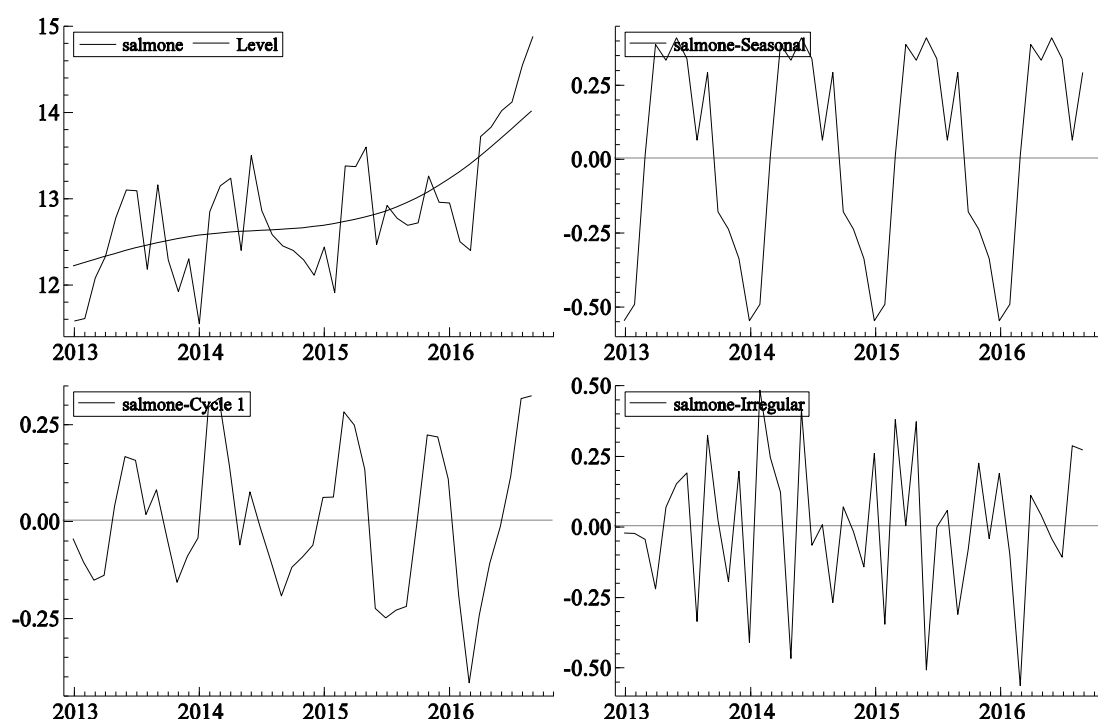 15
salmone Level
14
13
12
2013 2014 2015 2016
salmone-Seasonal
0.25
0.00
-0.25
-0.50
2013 2014 2015 2016
salmone-Cycle 1
0.25
0.00
-0.25
2013 2014 2015 2016
0.50
salmone-Irregular
0.25
0.00
-0.25
-0.50
2013 2014 2015 2016